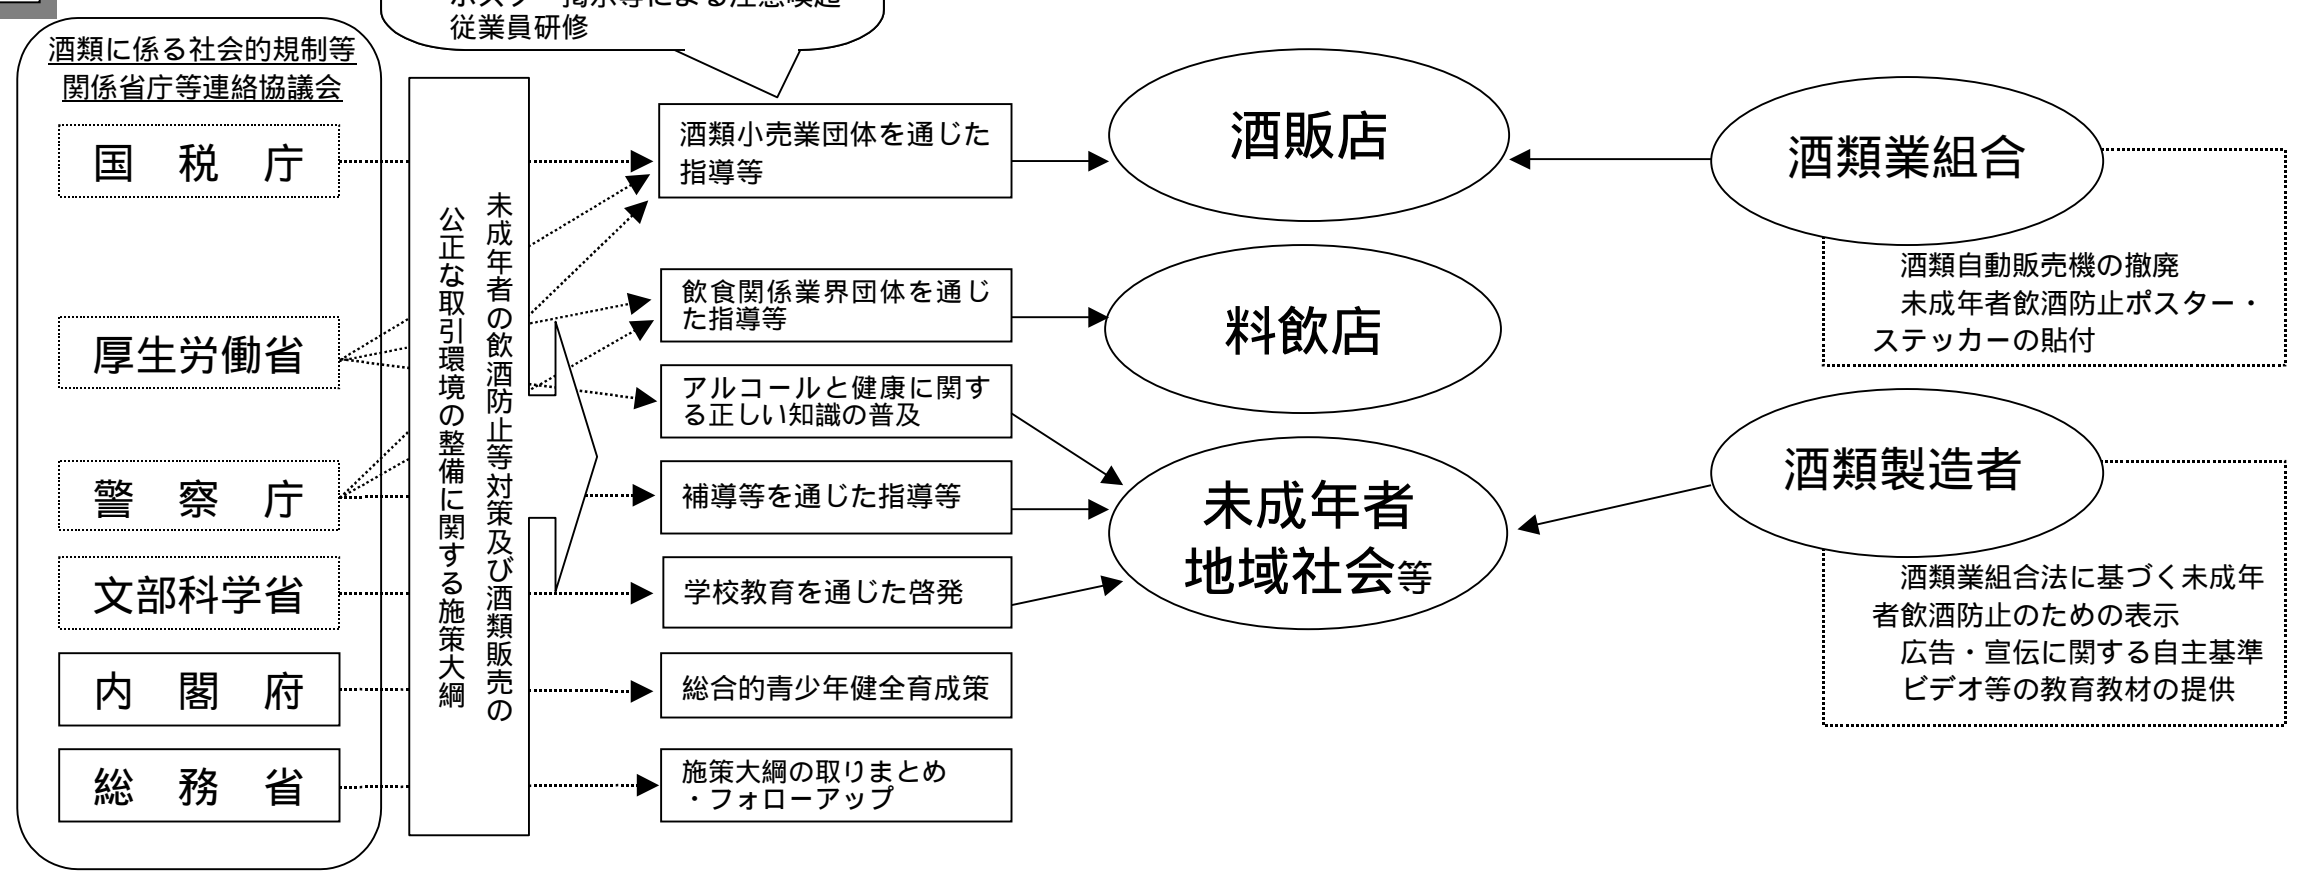 ポスター掲示等による注意喚起
従業員研修
酒類に係る社会的規制等
関係省庁等連絡協議会
国 税 庁
厚生労働省
警 察 庁
文部科学省
内 閣 府
総 務 省
未成年者の飲酒防止等対策及び酒類販売の
公正な取引環境の整備に関する施策大綱
酒類小売業団体を通じた
指導等
飲食関係業界団体を通じ
た指導等
アルコールと健康に関す
る正しい知識の普及
補導等を通じた指導等
学校教育を通じた啓発
総合的青少年健全育成策
施策大綱の取りまとめ
・フォローアップ
酒販店
料飲店
未成年者
地域社会等
酒類業組合
酒類自動販売機の撤廃
未成年者飲酒防止ポスター・
ステッカーの貼付
酒類製造者
酒類業組合法に基づく未成年
者飲酒防止のための表示
広告・宣伝に関する自主基準
ビデオ等の教育教材の提供